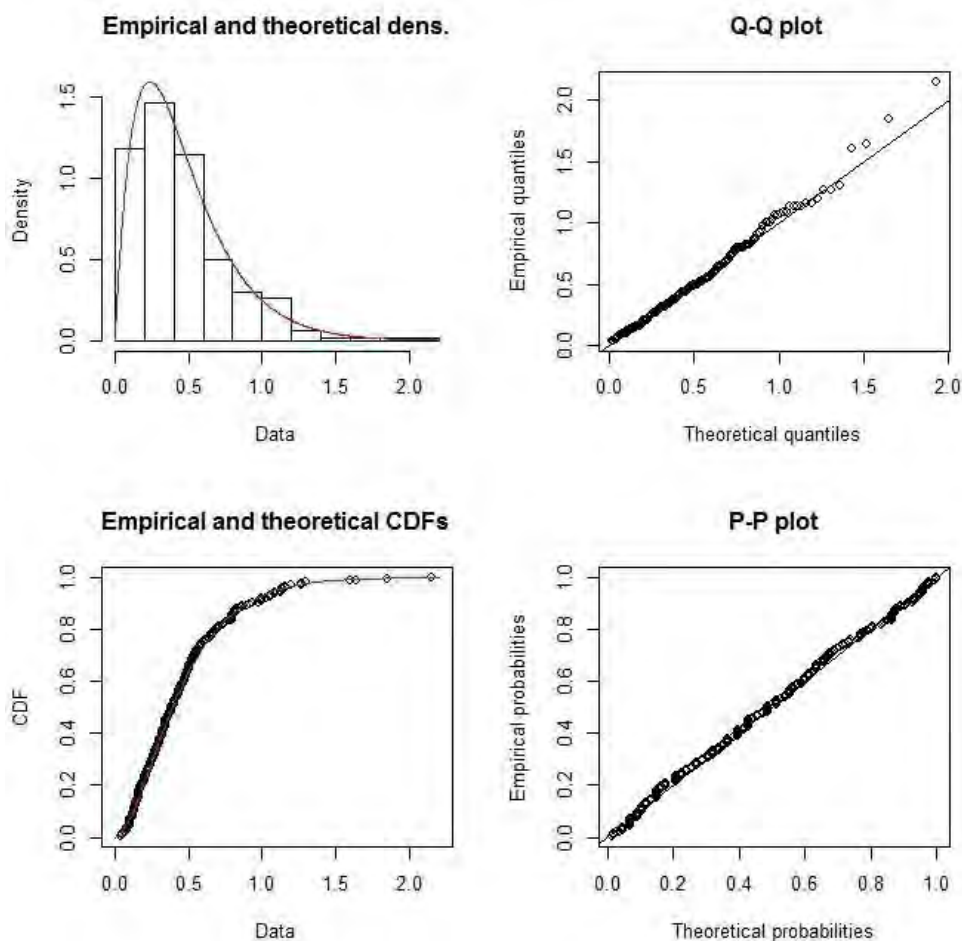 Empirical and theoretical dens.
Density
0.0 0.5 1.0 1.5
0.0 0.5 1.0 1.5 2.0
Data
Q-Q plot
Empirical quantiles
0.0 0.5 1.0 1.5 2.0
0.0 0.5 1.0 1.5 2.0
Theoretical quantiles
Empirical and theoretical CDFs
CDF
0.0 0.2 0.4 0.6 0.8 1.0
0.0 0.5 1.0 1.5 2.0
Data
P-P plot
Empirical probabilities
0.0 0.2 0.4 0.6 0.8 1.0
0.0 0.2 0.4 0.6 0.8 1.0
Theoretical probabilities